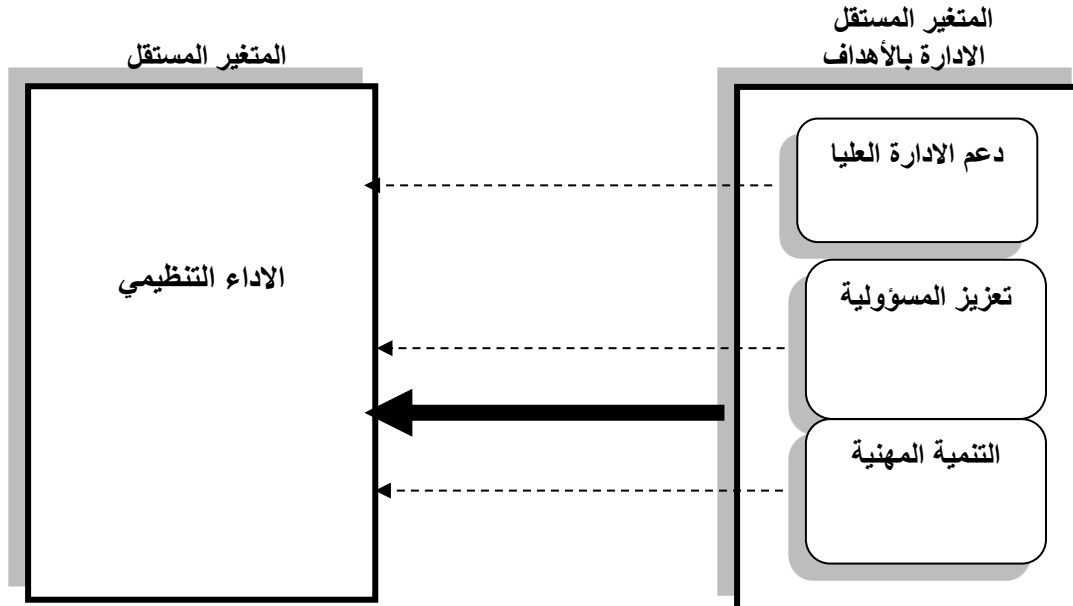 المتغير المستقل
الادارة بالأهداف
دعم الادارة العليا
تعزيز المسؤولية
التنمية المهنية
المتغير المستقل
الاداء التنظيمي